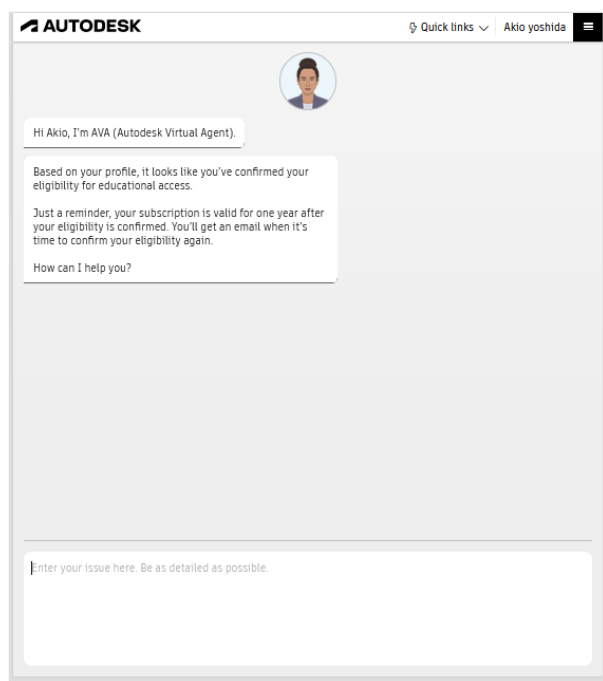 AUTODESK
Quick links
Akio yoshida
Hi Akio, I'm AVA (Autodesk Virtual Agent).
Based on your profile, it looks like you've confirmed your
eligibility for educational access.
Just a reminder, your subscription is valid for one year after
your eligibility is confirmed. You'll get an email when it's
time to confirm your eligibility again.
How can I help you?
Enter your issue here. Be as detailed as possible.